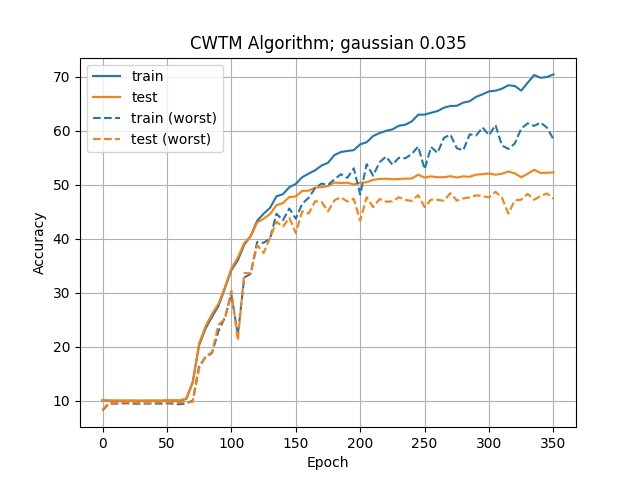 CWTM Algorithm; gaussian 0.035
train
test
train (worst)
test (worst)
Accuracy
70
60
50
40
30
20
10
0 50 100 150 200 250 300 350
Epoch